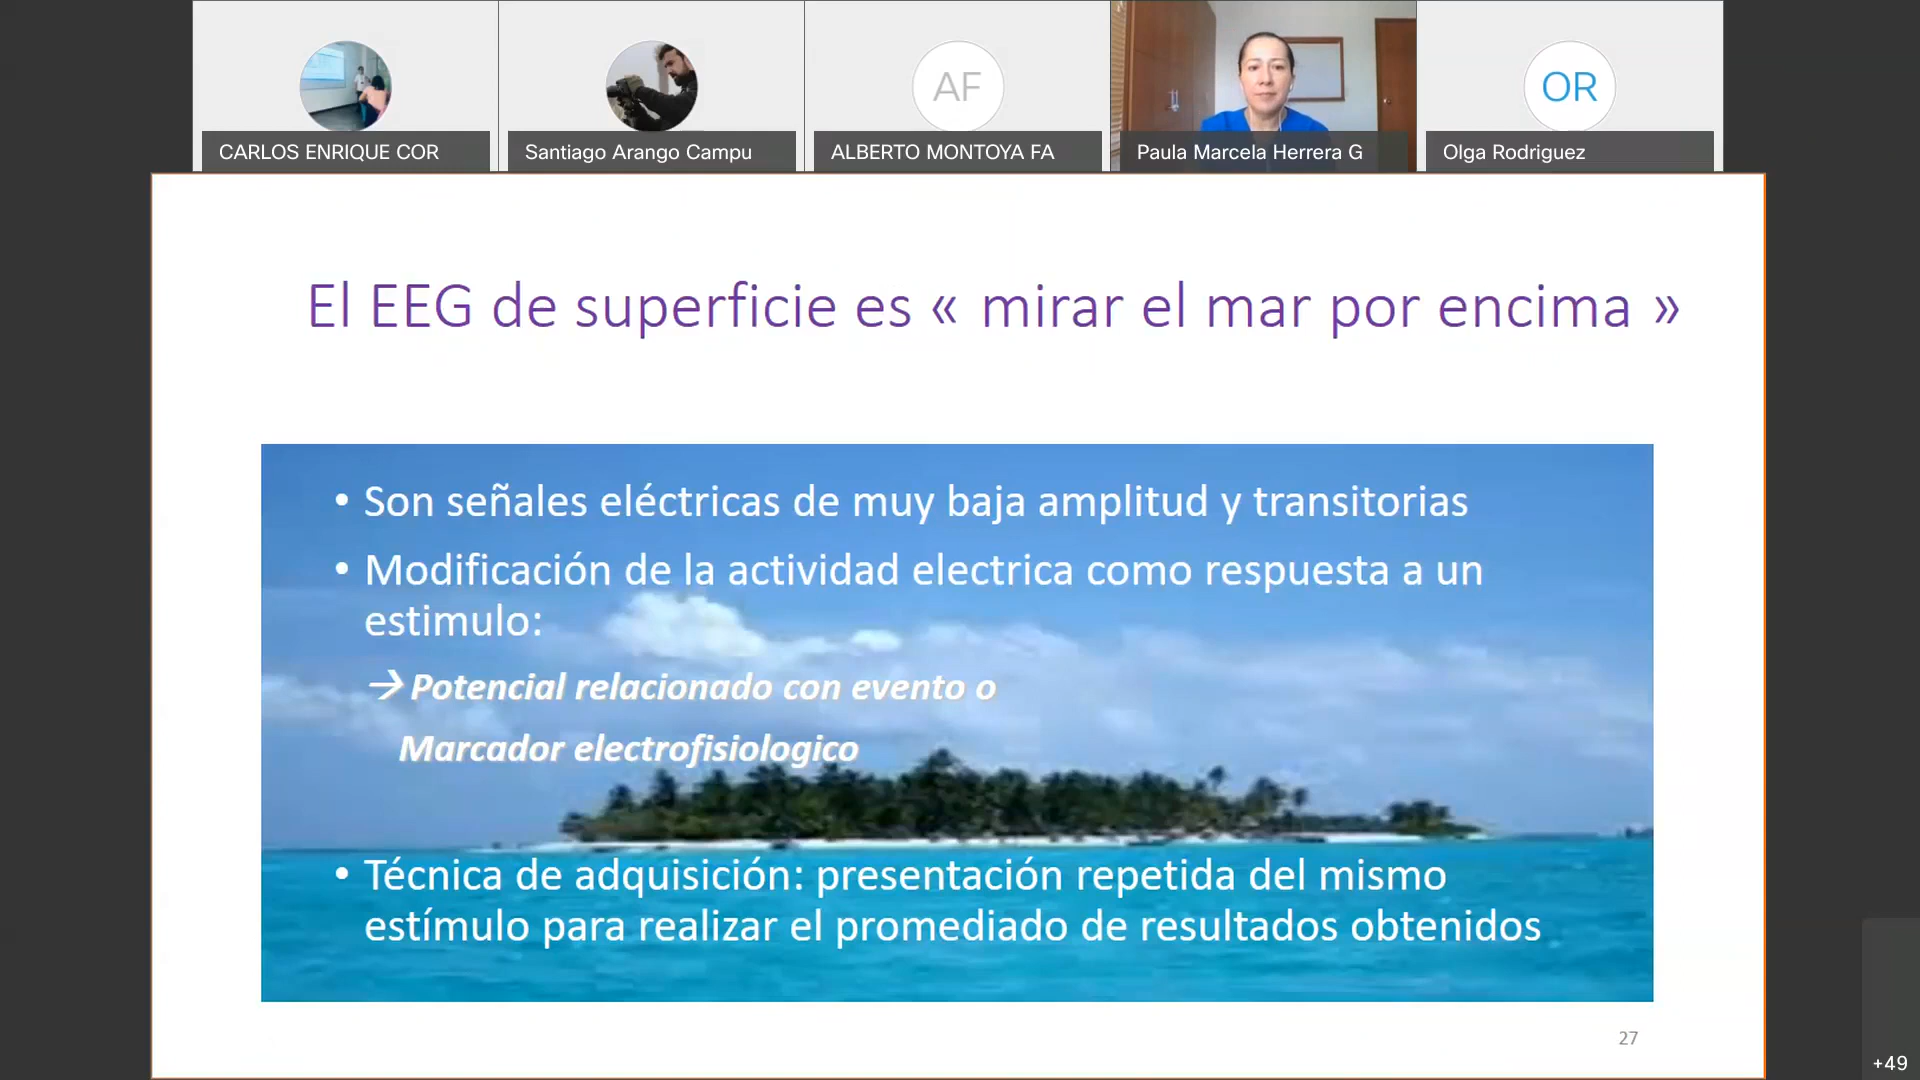 AF
OR
CARLOS ENRIQUE COR
Santiago Arango Campu
ALBERTO MONTOYA FA
Paula Marcela Herrera G
Olga Rodriguez
El EEG de superficie es « mirar el mar por encima »
• Son señales eléctricas de muy baja amplitud y transitorias
• Modificación de la actividad electrica como respuesta a un
estimulo:
→ Potencial relacionado con evento o
Marcador electrofisiologico
• Técnica de adquisición: presentación repetida del mismo
estímulo para realizar el promediado de resultados obtenidos
27
+49